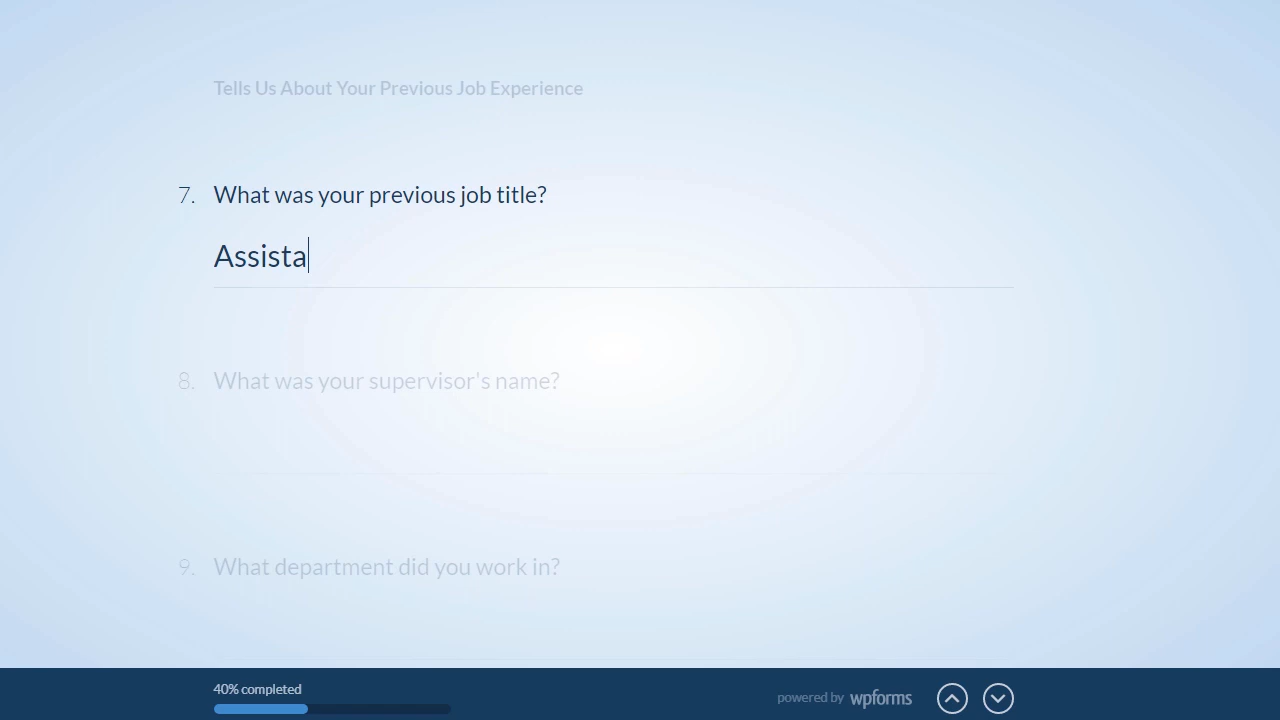 Tells Us About Your Previous Job Experience
7. What was your previous job title?
Assista
8. What was your supervisor's name?
9. What department did you work in?
40% completed
powered by wpforms